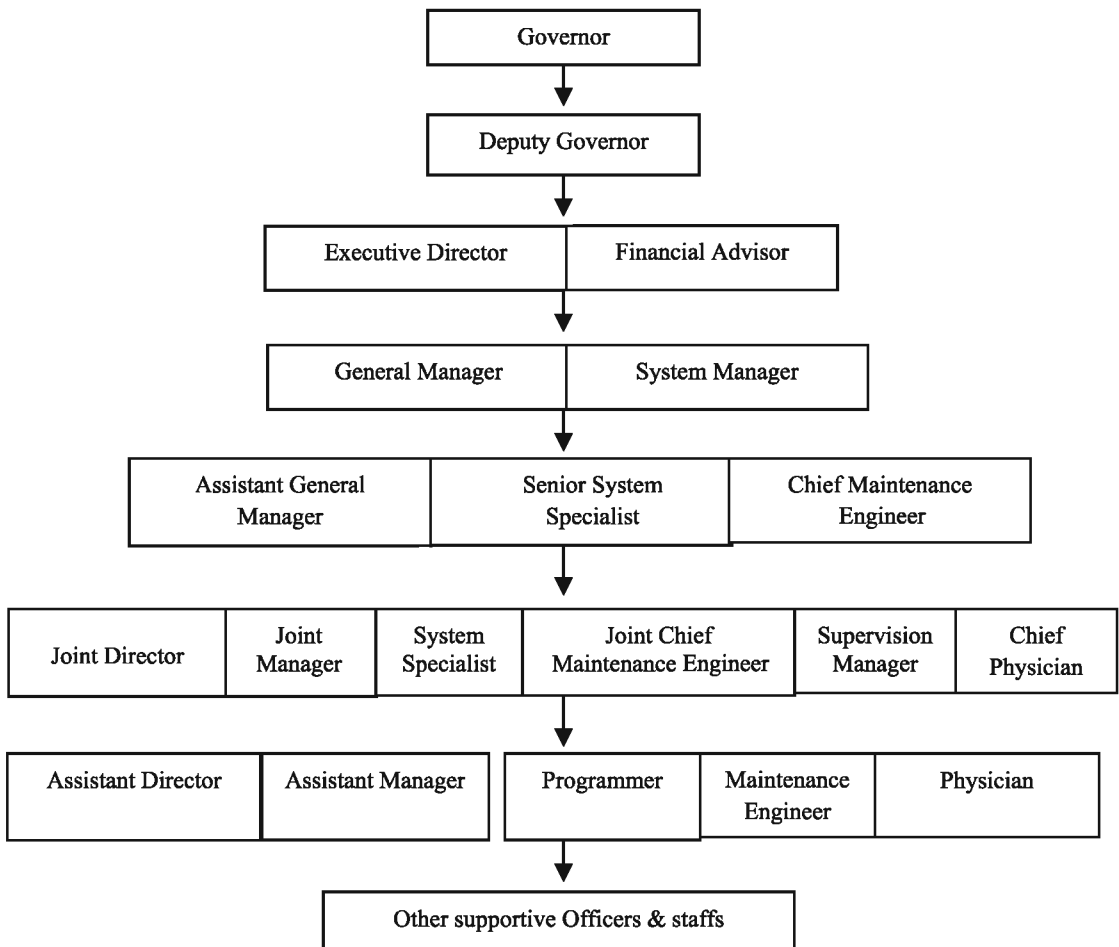 Governor
Deputy Governor
Executive Director
Financial Advisor
General Manager
System Manager
Assistant General
Manager
Senior System
Specialist
Chief Maintenance
Engineer
Joint Director
Joint
Manager
System
Specialist
Joint Chief
Maintenance Engineer
Supervision
Manager
Chief
Physician
Assistant Director
Assistant Manager
Programmer
Maintenance
Engineer
Physician
Other supportive Officers & staffs